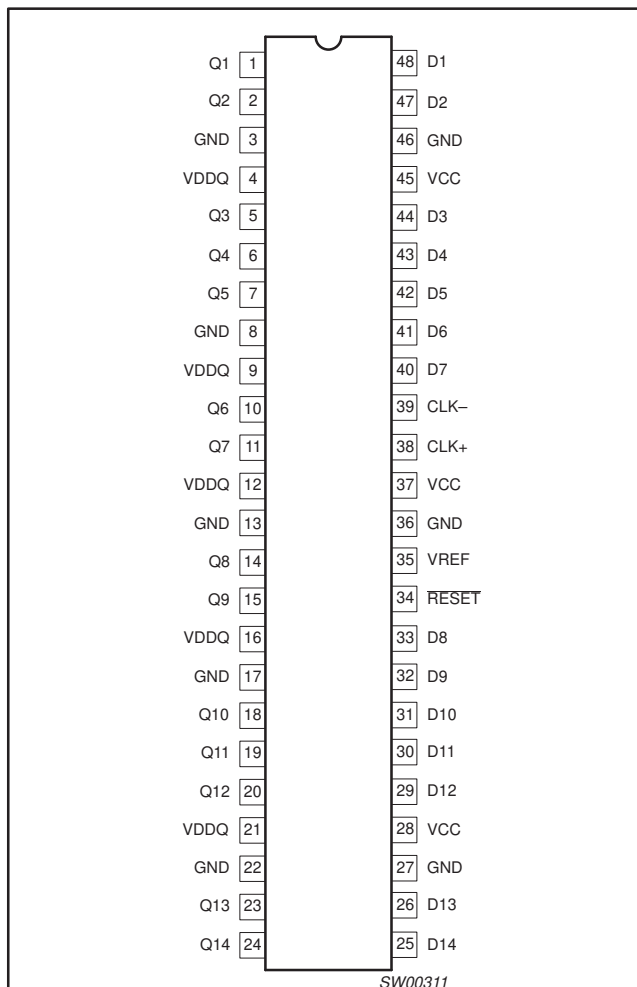 Q1 1 48 D1
Q2 2 47 D2
GND 3 46 GND
VDDQ 4 45 VCC
Q3 5 44 D3
Q4 6 43 D4
Q5 7 42 D5
GND 8 41 D6
VDDQ 9 40 D7
Q6 10 39 CLK–
Q7 11 38 CLK+
VDDQ 12 37 VCC
GND 13 36 GND
Q8 14 35 VREF
Q9 15 34 RESET
VDDQ 16 33 D8
GND 17 32 D9
Q10 18 31 D10
Q11 19 30 D11
Q12 20 29 D12
VDDQ 21 28 VCC
GND 22 27 GND
Q13 23 26 D13
Q14 24 25 D14
SW00311